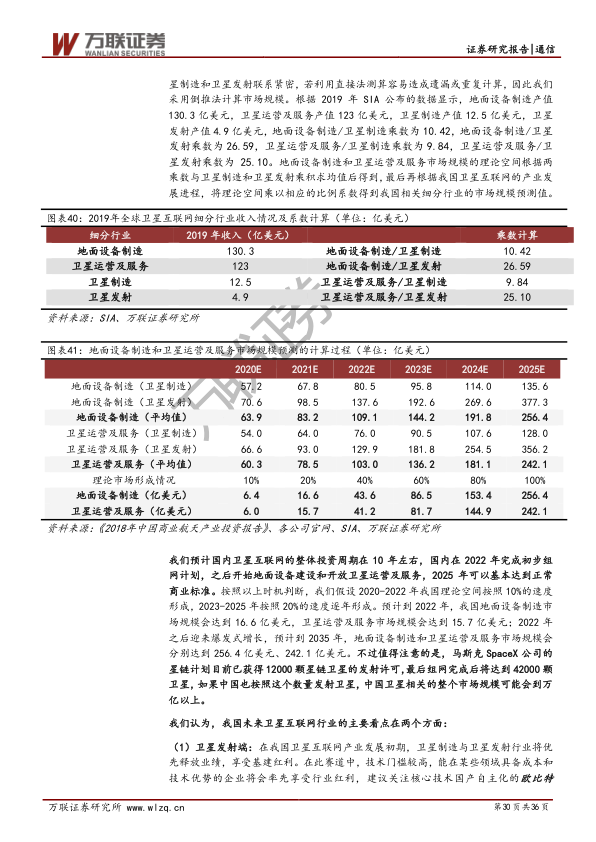 万联证券
WANLIAN SECURITIES
证券研究报告|通信
星制造和卫星发射联系紧密，若利用直接法测算容易造成遗漏或重复计算，因此我们
采用倒推法计算市场规模。根据 2019 年 SIA 公布的数据显示，地面设备制造产值
130.3 亿美元，卫星运营及服务产值 123 亿美元，卫星制造产值 12.5 亿美元，卫星
发射产值 4.9 亿美元，地面设备制造/卫星制造乘数为 10.42，地面设备制造/卫星
发射乘数为 26.59，卫星运营及服务/卫星制造乘数为 9.84，卫星运营及服务/卫
星发射乘数为 25.10。地面设备制造和卫星运营及服务市场规模的理论空间根据两
乘数与卫星制造和卫星发射乘积求均值后得到，最后再根据我国卫星互联网的产业发
展进程，将理论空间乘以相应的比例系数得到我国相关细分行业的市场规模预测值。
图表40：2019年全球卫星互联网细分行业收入情况及系数计算（单位：亿美元）
细分行业 2019 年收入（亿美元） 乘数计算
地面设备制造 130.3 地面设备制造/卫星制造 10.42
卫星运营及服务 123 地面设备制造/卫星发射 26.59
卫星制造 12.5 卫星运营及服务/卫星制造 9.84
卫星发射 4.9 卫星运营及服务/卫星发射 25.10
资料来源：SIA、万联证券研究所
图表41：地面设备制造和卫星运营及服务市场规模预测的计算过程（单位：亿美元）
2020E 2021E 2022E 2023E 2024E 2025E
地面设备制造（卫星制造） 57.2 67.8 80.5 95.8 114.0 135.6
地面设备制造（卫星发射） 70.6 98.5 137.6 192.6 269.6 377.3
地面设备制造（平均值） 63.9 83.2 109.1 144.2 191.8 256.4
卫星运营及服务（卫星制造） 54.0 64.0 76.0 90.5 107.6 128.0
卫星运营及服务（卫星发射） 66.6 93.0 129.9 181.8 254.5 356.2
卫星运营及服务（平均值） 60.3 78.5 103.0 136.2 181.1 242.1
理论市场形成情况 10% 20% 40% 60% 80% 100%
地面设备制造（亿美元） 6.4 16.6 43.6 86.5 153.4 256.4
卫星运营及服务（亿美元） 6.0 15.7 41.2 81.7 144.9 242.1
资料来源：《2018年中国商业航天产业投资报告》、各公司官网、SIA、万联证券研究所
我们预计国内卫星互联网的整体投资周期在 10 年左右，国内在 2022 年完成初步组
网计划，之后开始地面设备建设和开放卫星运营及服务，2025 年可以基本达到正常
商业标准。按照以上时机判断，我们假设 2020-2022 年我国理论空间按照 10%的速度
形成，2023-2025 年按照 20%的速度逐年形成。预计到 2022 年，我国地面设备制造市
场规模会达到 16.6 亿美元，卫星运营及服务市场规模会达到 15.7 亿美元；2022 年
之后迎来爆发式增长，预计到 2035 年，地面设备制造和卫星运营及服务市场规模会
分别达到 256.4 亿美元、242.1 亿美元。不过值得注意的是，马斯克 SpaceX 公司的
星链计划目前已获得 12000 颗星链卫星的发射许可，最后组网完成后将达到 42000 颗
卫星，如果中国也按照这个数量发射卫星，中国卫星相关的整个市场规模可能会到万
亿以上。
我们认为，我国未来卫星互联网行业的主要看点在两个方面：
（1）卫星发射端：在我国卫星互联网产业发展初期，卫星制造与卫星发射行业将优
先释放业绩，享受基建红利。在此赛道中，技术门槛较高，能在某些领域具备成本和
技术优势的企业将会率先享受行业红利，建议关注核心技术国产自主化的欧比特
万联证券研究所 www.wlzq.cn
第30页共36页
万联证券